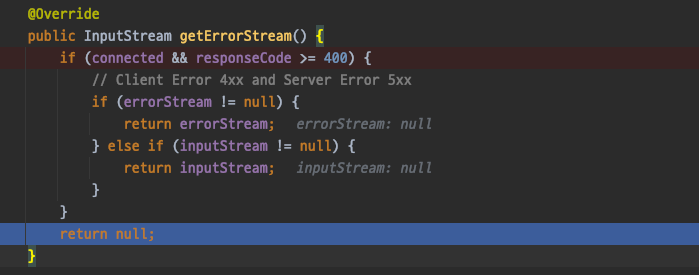 @Override
public InputStream getErrorStream() {
if (connected && responseCode >= 400) {
// Client Error 4xx and Server Error 5xx
if (errorStream != null) {
return errorStream; errorStream: null
} else if (inputStream != null) {
return inputStream; inputStream: null
}
}
return null;
}